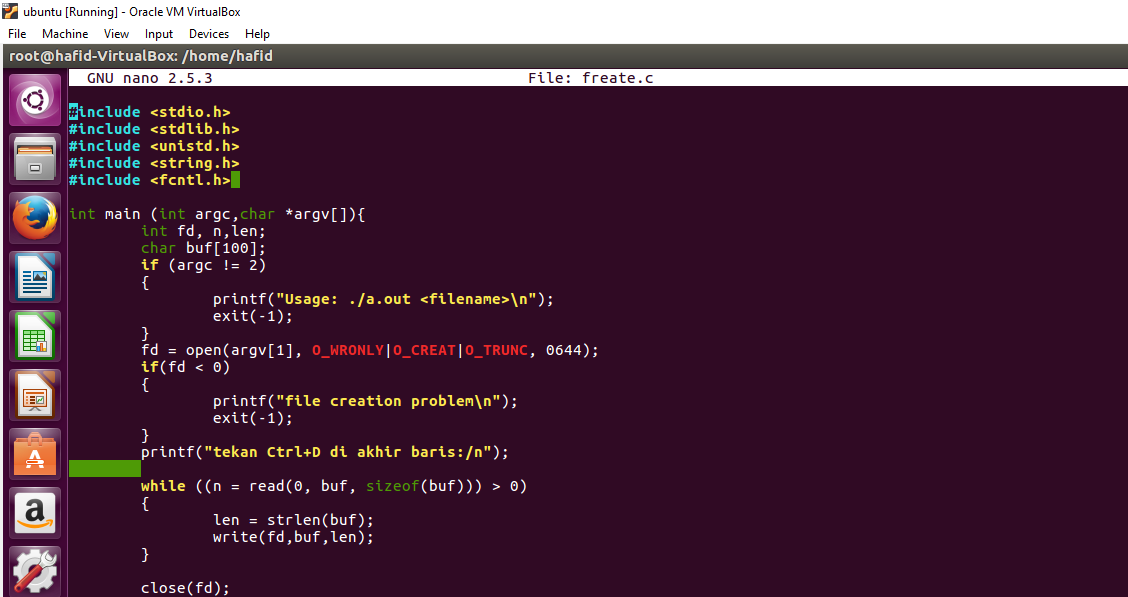 ubuntu [Running] - Oracle VM VirtualBox
File Machine View Input Devices Help
root@hafid-VirtualBox: /home/hafid
GNU nano 2.5.3 File: freate.c
#include <stdio.h>
#include <stdlib.h>
#include <unistd.h>
#include <string.h>
#include <fcntl.h>
int main (int argc,char *argv[]){
int fd, n,len;
char buf[100];
if (argc != 2)
{
printf("Usage: ./a.out <filename>\n");
exit(-1);
}
fd = open(argv[1], O_WRONLY|O_CREAT|O_TRUNC, 0644);
if(fd < 0)
{
printf("file creation problem\n");
exit(-1);
}
printf("tekan Ctrl+D di akhir baris:/n");
while ((n = read(0, buf, sizeof(buf))) > 0)
{
len = strlen(buf);
write(fd,buf,len);
}
close(fd);